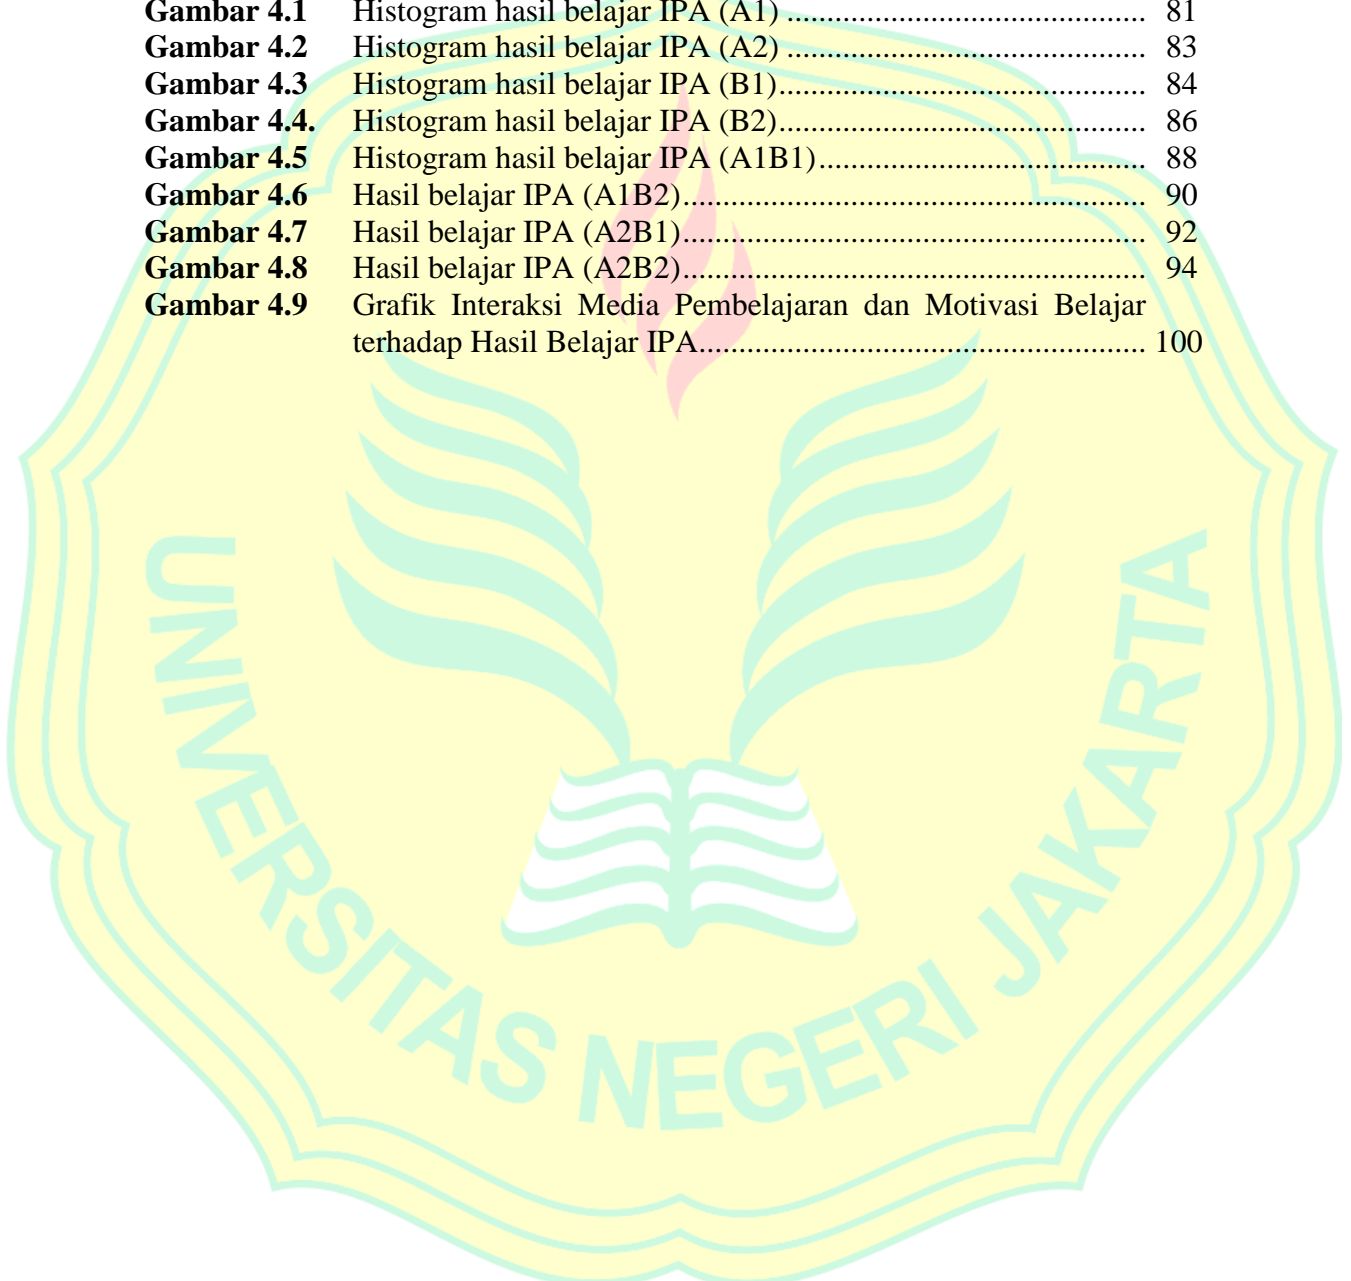 Gambar 4.1 Histogram hasil belajar IPA (A1) ............................................. 81
Gambar 4.2 Histogram hasil belajar IPA (A2) ............................................. 83
Gambar 4.3 Histogram hasil belajar IPA (B1).............................................. 84
Gambar 4.4. Histogram hasil belajar IPA (B2).............................................. 86
Gambar 4.5 Histogram hasil belajar IPA (A1B1)......................................... 88
Gambar 4.6 Hasil belajar IPA (A1B2).......................................................... 90
Gambar 4.7 Hasil belajar IPA (A2B1).......................................................... 92
Gambar 4.8 Hasil belajar IPA (A2B2).......................................................... 94
Gambar 4.9 Grafik Interaksi Media Pembelajaran dan Motivasi Belajar
terhadap Hasil Belajar IPA........................................................ 100
UNIVERSITAS NEGERI JAKARTA